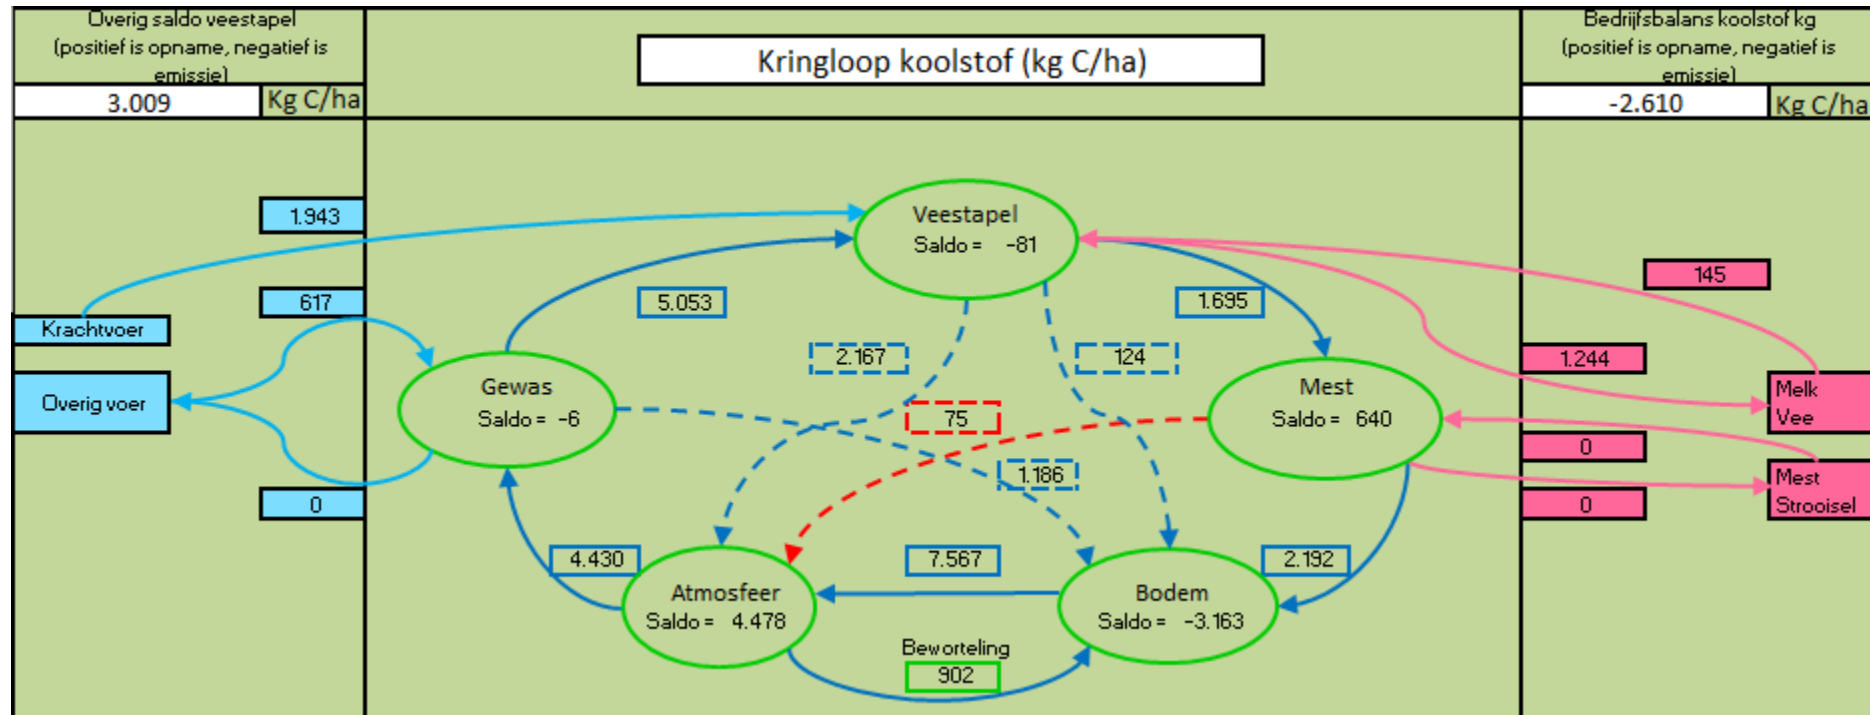 Overig saldo veestapel
(positief is opname, negatief is
emissie)
3.009 Kg C/ha
Kringloop koolstof (kg C/ha)
Bedrijfsbalans koolstof kg
(positief is opname, negatief is
emissie)
-2.610 Kg C/ha
1.943
617
Krachtvoer
Overig voer
0
Veestapel
Saldo = -81
5.053
1.695
2.167
124
Gewas
Saldo = -6
75
Mest
Saldo = 640
1.186
4.430
7.567
2.192
Atmosfeer
Saldo = 4.478
Bodem
Saldo = -3.163
Beworteling
902
145
1.244
Melk
Vee
0
Mest
Strooisel
0